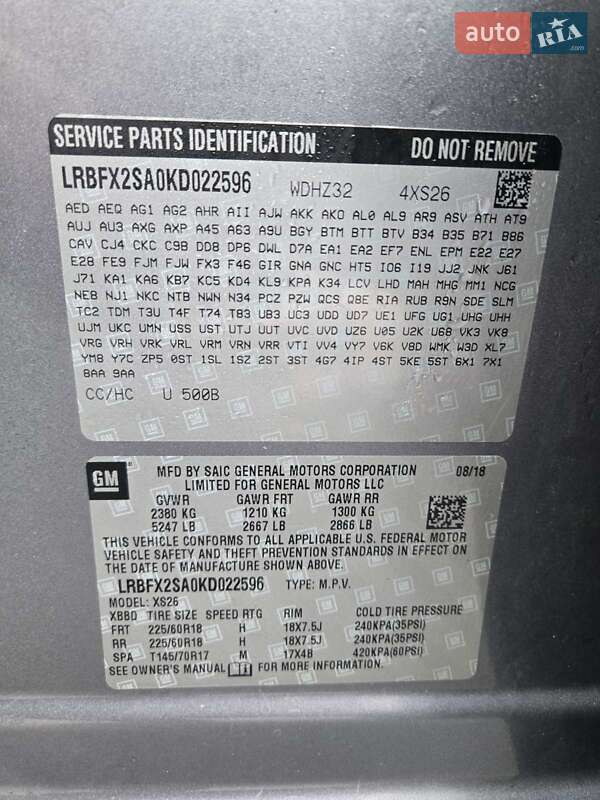 auto RIA .com
SERVICE PARTS IDENTIFICATION DO NOT REMOVE
LRBFX2SA0KD022596 WDHZ32 4XS26
AED AEQ AG1 AG2 AHR AII AJW AKK AKO AL0 AL9 AR9 ASV ATH AT9
AUJ AU3 AXG AXP A45 A63 A9U BGY BTM BTT BTV B34 B35 B71 B86
CAV CJ4 CKC C9B DD8 DP6 DWL D7A EA1 EA2 EF7 ENL EPM E22 E27
E28 FE9 FJM FJW FX3 F46 GIR GNA GNC HT5 IO6 I19 JJ2 JNK J61
J71 KA1 KA6 KB7 KC5 KD4 KL9 KPA K34 LCV LHD MAH MHG MM1 NCG
NE8 NJ1 NKC NTB NWN N34 PCZ PZW QCS Q8E RIA RUB R9N SDE SLM
TC2 TDM T3U T4F T74 T83 UB3 UC3 UDD UD7 UE1 UFG UG1 UHG UHH
UJM UKC UMN USS UST UTJ UUT UVC UVD UZ6 U05 U2K U68 VK3 VK8
VRG VRH VRK VRL VRM VRN VRR VTI VV4 VY7 V6K V8D WMK W3D XL7
YM8 Y7C ZP5 0ST 1SL 1SZ 2ST 3ST 4G7 4IP 4ST 5KE 5ST 6X1 7X1
8AA 9AA
CC/HC U 500B
GM MFD BY SAIC GENERAL MOTORS CORPORATION 08/18
LIMITED FOR GENERAL MOTORS LLC
GVWR GAWR FRT GAWR RR
2380 KG 1210 KG 1300 KG
5247 LB 2667 LB 2866 LB
THIS VEHICLE CONFORMS TO ALL APPLICABLE U.S. FEDERAL MOTOR
VEHICLE SAFETY AND THEFT PREVENTION STANDARDS IN EFFECT ON
THE DATE OF MANUFACTURE SHOWN ABOVE.
LRBFX2SA0KD022596 TYPE: M.P.V.
MODEL: XS26
XBBD TIRE SIZE SPEED RTG RIM COLD TIRE PRESSURE
FRT 225/60R18 H 18X7.5J 240KPA(35PSI)
RR 225/60R18 H 18X7.5J 240KPA(35PSI)
SPA T145/70R17 M 17X4B 420KPA(60PSI)
SEE OWNER'S MANUAL FOR ADDITIONAL INFORMATION